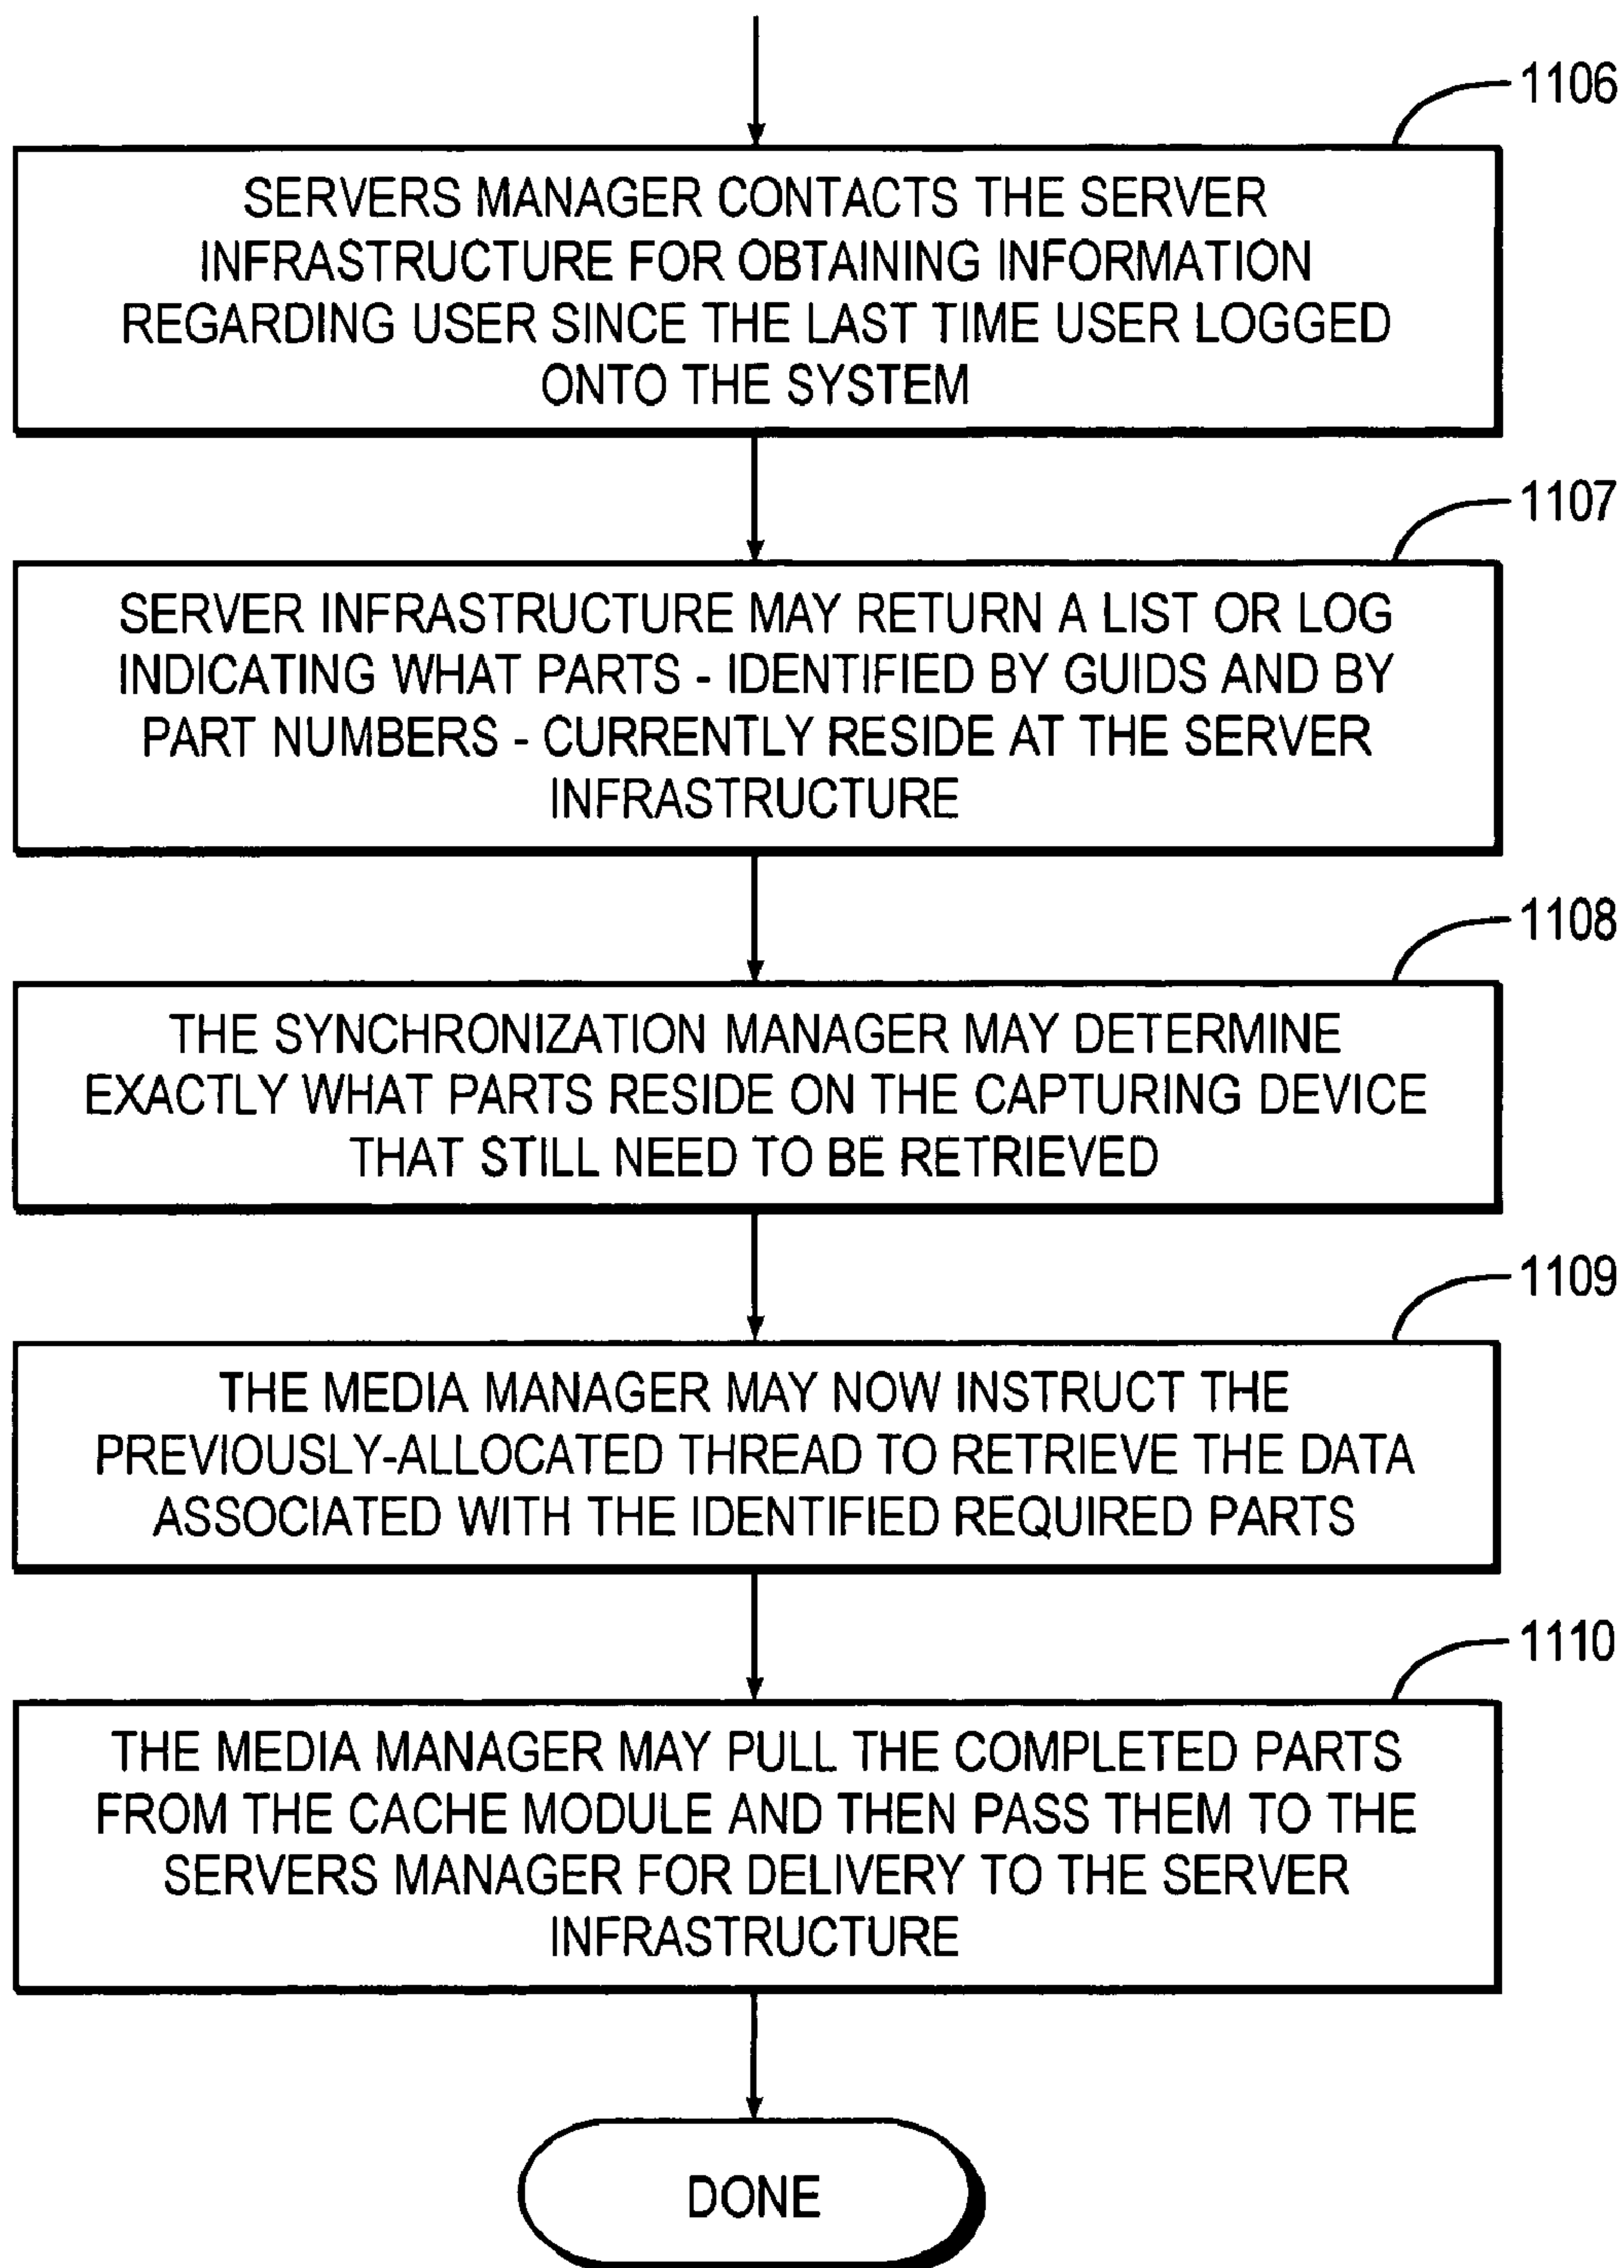 1106
SERVERS MANAGER CONTACTS THE SERVER
INFRASTRUCTURE FOR OBTAINING INFORMATION
REGARDING USER SINCE THE LAST TIME USER LOGGED
ONTO THE SYSTEM
1107
SERVER INFRASTRUCTURE MAY RETURN A LIST OR LOG
INDICATING WHAT PARTS - IDENTIFIED BY GUIDS AND BY
PART NUMBERS - CURRENTLY RESIDE AT THE SERVER
INFRASTRUCTURE
1108
THE SYNCHRONIZATION MANAGER MAY DETERMINE
EXACTLY WHAT PARTS RESIDE ON THE CAPTURING DEVICE
THAT STILL NEED TO BE RETRIEVED
1109
THE MEDIA MANAGER MAY NOW INSTRUCT THE
PREVIOUSLY-ALLOCATED THREAD TO RETRIEVE THE DATA
ASSOCIATED WITH THE IDENTIFIED REQUIRED PARTS
1110
THE MEDIA MANAGER MAY PULL THE COMPLETED PARTS
FROM THE CACHE MODULE AND THEN PASS THEM TO THE
SERVERS MANAGER FOR DELIVERY TO THE SERVER
INFRASTRUCTURE
DONE